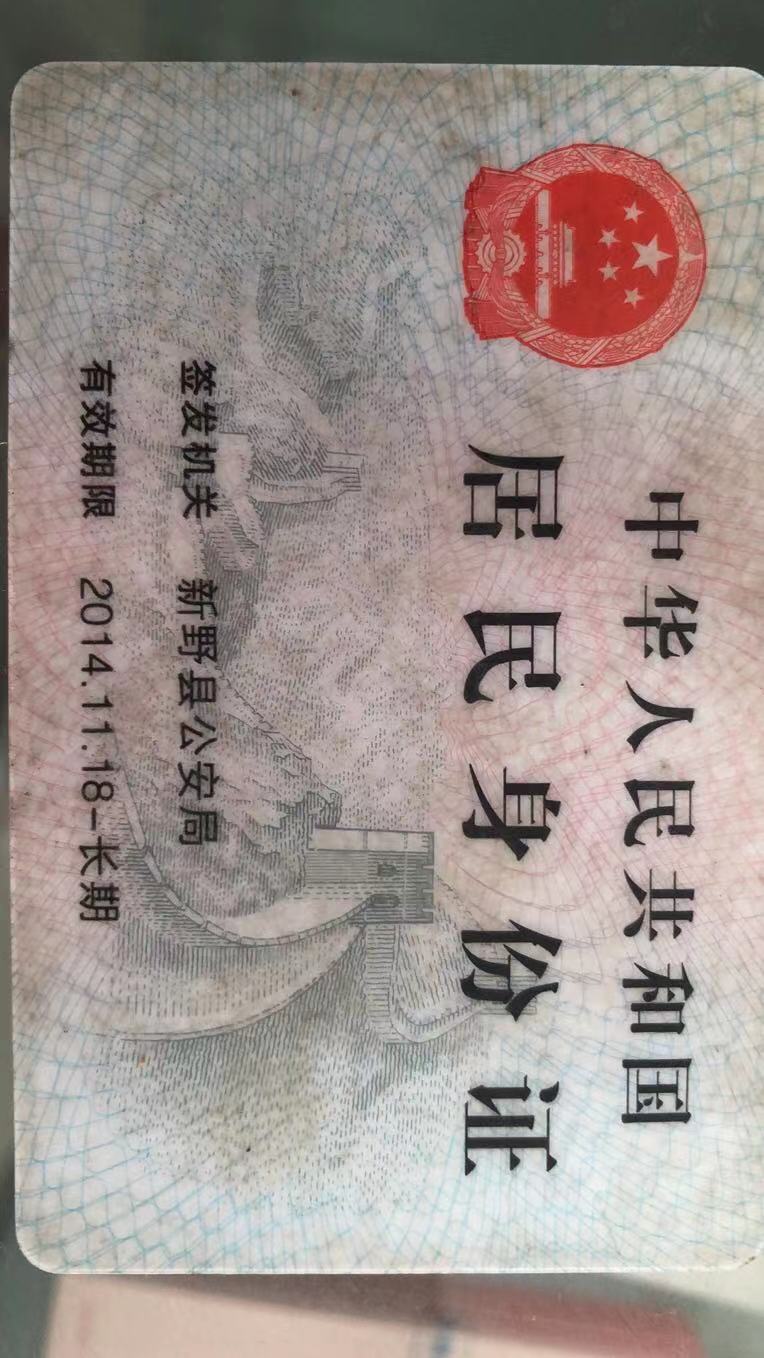 中华人民共和国
居民身份证
签发机关 新野县公安局
有效期限 2014.11.18-长期